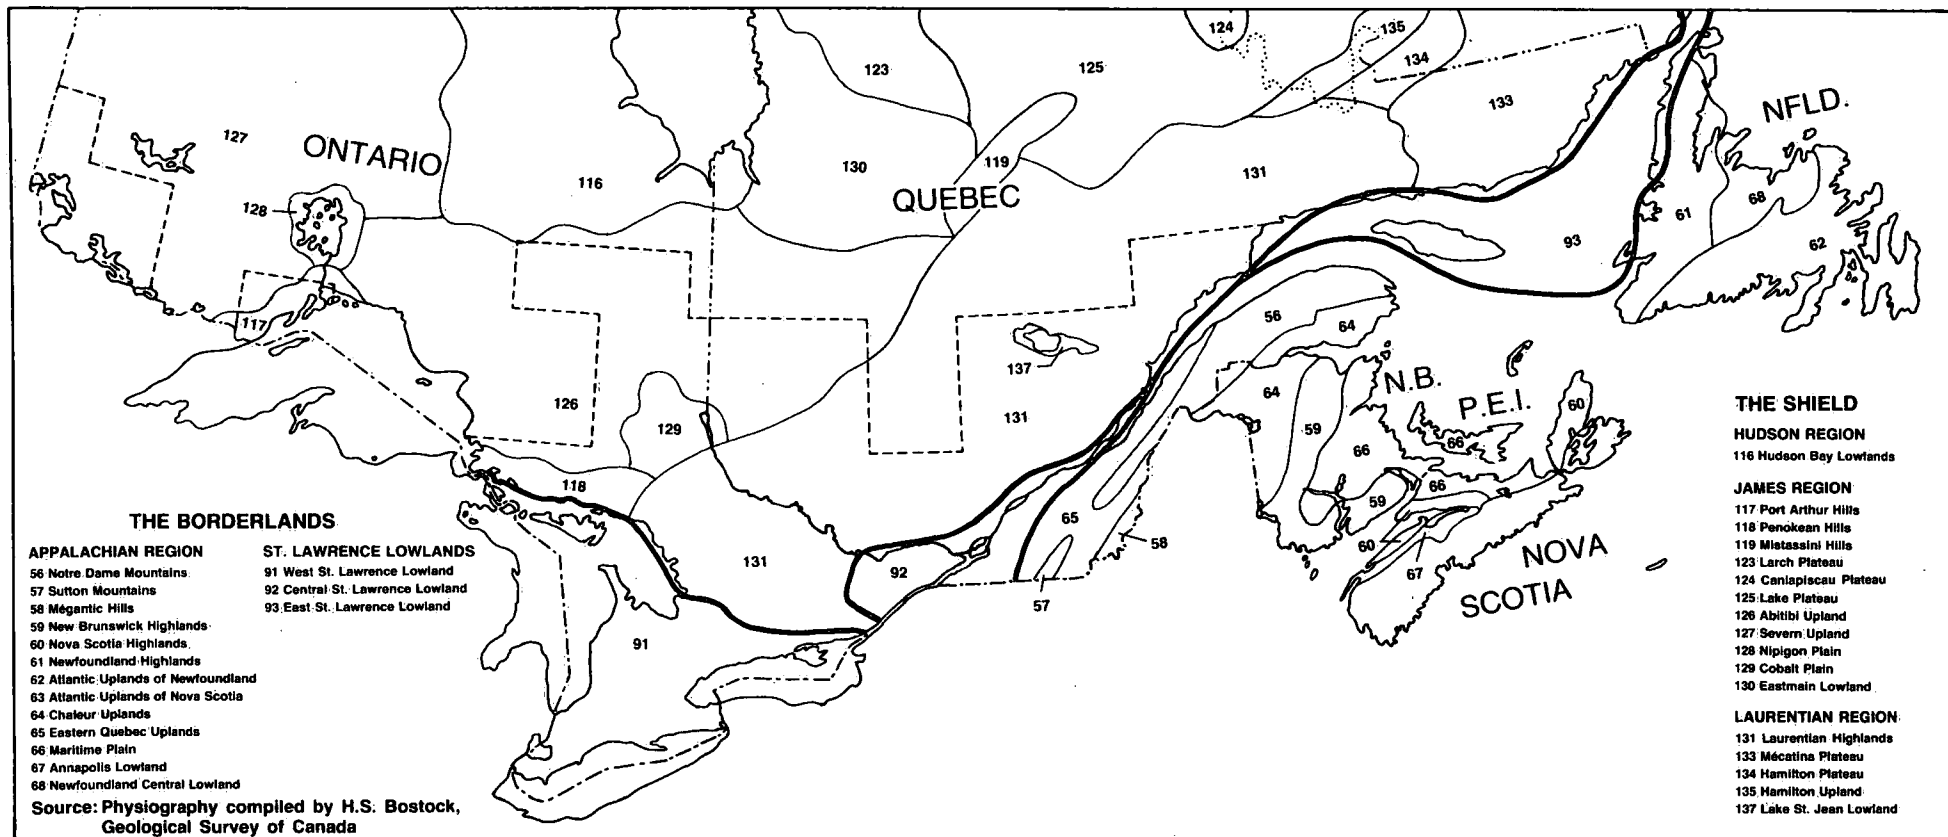 124
135
134
123
125
133
NFLD.
127
ONTARIO
119
130
131
116
QUEBEC
128
68
61
93
62
117
56
64
137
N.B.
P.E.I.
126
64
131
60
129
59
66
66
118
66
59
65
58
60
67
NOVA
SCOTIA
131
92
57
91
THE BORDERLANDS
APPALACHIAN REGION
56 Notre Dame Mountains
57 Sutton Mountains
58 Mégantic Hills
59 New Brunswick Highlands
60 Nova Scotia Highlands
61 Newfoundland Highlands
62 Atlantic Uplands of Newfoundland
63 Atlantic Uplands of Nova Scotia
64 Chaleur Uplands
65 Eastern Quebec Uplands
66 Maritime Plain
67 Annapolis Lowland
68 Newfoundland Central Lowland
ST. LAWRENCE LOWLANDS
91 West St. Lawrence Lowland
92 Central St. Lawrence Lowland
93 East St. Lawrence Lowland
Source: Physiography compiled by H.S. Bostock,
Geological Survey of Canada
THE SHIELD
HUDSON REGION
116 Hudson Bay Lowlands
JAMES REGION
117 Port Arthur Hills
118 Penokean Hills
119 Mistassini Hills
123 Larch Plateau
124 Caniapiscau Plateau
125 Lake Plateau
126 Abitibi Upland
127 Severn Upland
128 Nipigon Plain
129 Cobalt Plain
130 Eastmain Lowland
LAURENTIAN REGION
131 Laurentian Highlands
133 Mécatina Plateau
134 Hamilton Plateau
135 Hamilton Upland
137 Lake St. Jean Lowland